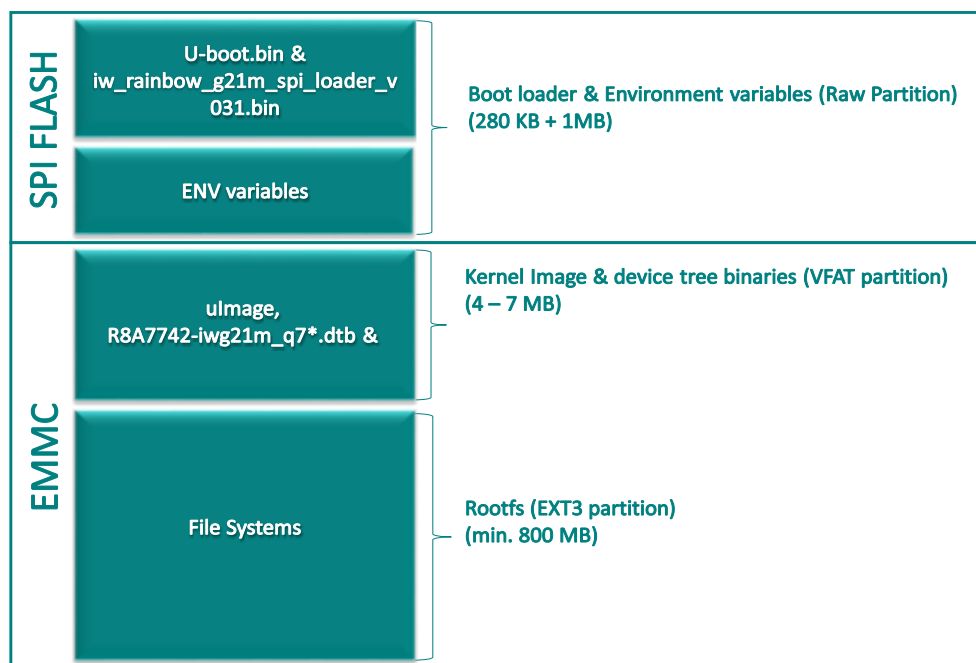 SPI FLASH
U-boot.bin &
iw_rainbow_g21m_spi_loader_v
031.bin
ENV variables
Boot loader & Environment variables (Raw Partition)
(280 KB + 1MB)
EMMC
uImage,
R8A7742-iwg21m_q7*.dtb &
Kernel Image & device tree binaries (VFAT partition)
(4 – 7 MB)
File Systems
Rootfs (EXT3 partition)
(min. 800 MB)